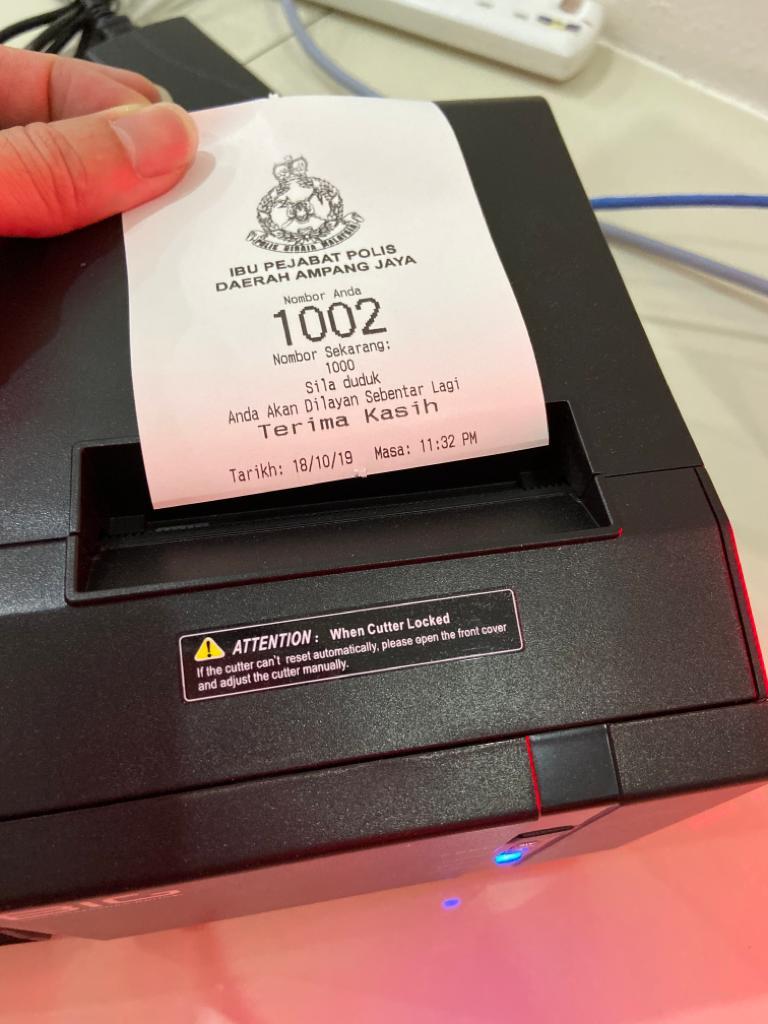 POLIS DIRAJA MALAYSIA
IBU PEJABAT POLIS
DAERAH AMPANG JAYA
Nombor Anda
1002
Nombor Sekarang:
1000
Sila duduk
Anda Akan Dilayan Sebentar Lagi
Terima Kasih
Tarikh: 18/10/19 Masa: 11:32 PM
ATTENTION : When Cutter Locked
If the cutter can't reset automatically, please open the front cover
and adjust the cutter manually.